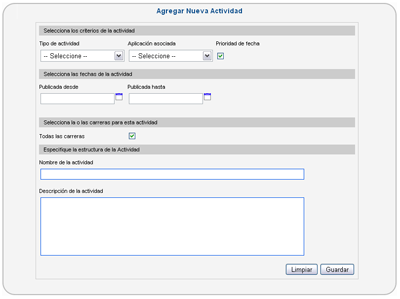 Agregar Nueva Actividad
Selecciona los criterios de la actividad
Tipo de actividad Aplicación asociada Prioridad de fecha
-- Seleccione -- -- Seleccione --
Selecciona las fechas de la actividad
Publicada desde Publicada hasta
Selecciona la o las carreras para esta actividad
Todas las carreras
Especifique la estructura de la Actividad
Nombre de la actividad
Descripción de la actividad
Limpiar Guardar